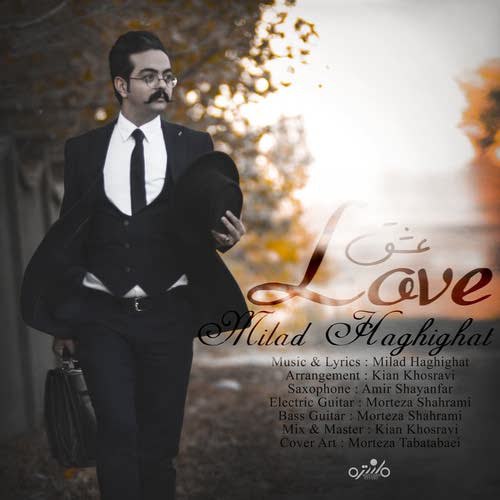 عشق
Love
Milad Haghighat
Music & Lyrics : Milad Haghighat
Arrangement : Kian Khosravi
Saxophone : Amir Shayanfar
Electric Guitar : Morteza Shahrami
Bass Guitar : Morteza Shahrami
Mix & Master : Kian Khosravi
Cover Art : Morteza Tabatabaei